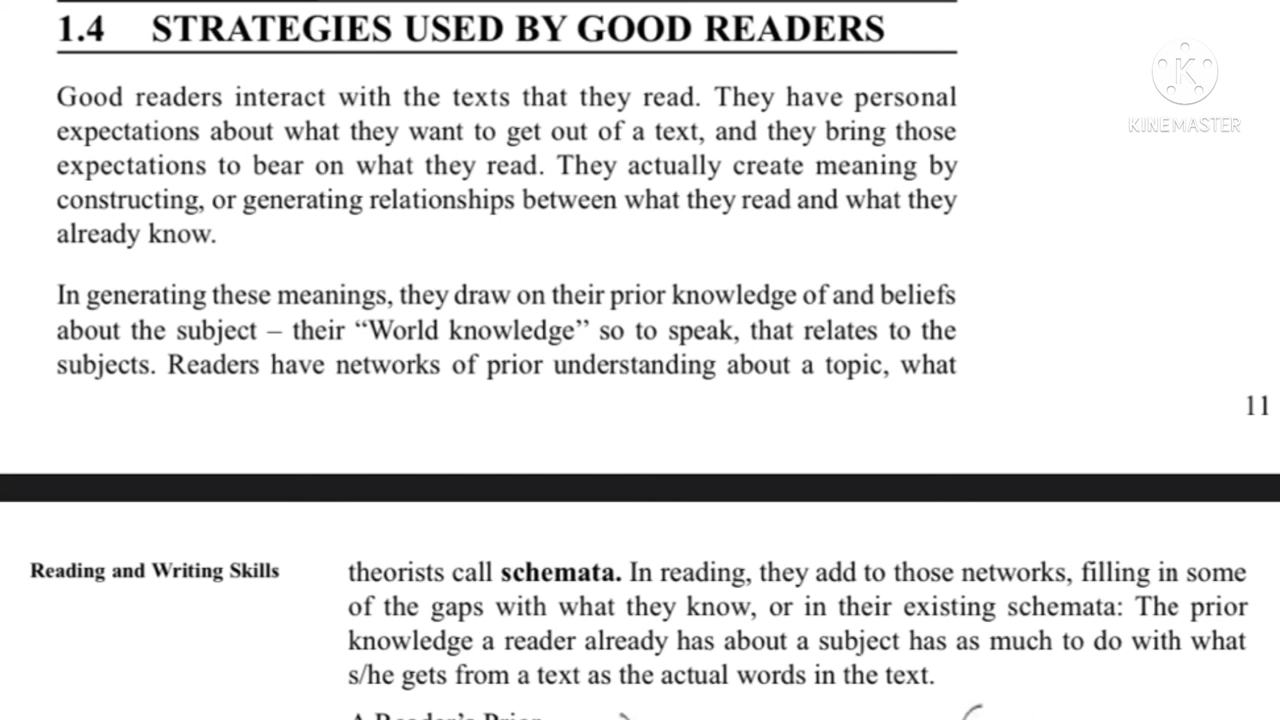 1.4 STRATEGIES USED BY GOOD READERS
Good readers interact with the texts that they read. They have personal
expectations about what they want to get out of a text, and they bring those
expectations to bear on what they read. They actually create meaning by
constructing, or generating relationships between what they read and what they
already know.
In generating these meanings, they draw on their prior knowledge of and beliefs
about the subject – their “World knowledge” so to speak, that relates to the
subjects. Readers have networks of prior understanding about a topic, what
11
K
KINEMASTER
Reading and Writing Skills
theorists call schemata. In reading, they add to those networks, filling in some
of the gaps with what they know, or in their existing schemata: The prior
knowledge a reader already has about a subject has as much to do with what
s/he gets from a text as the actual words in the text.
A Reader's Prior